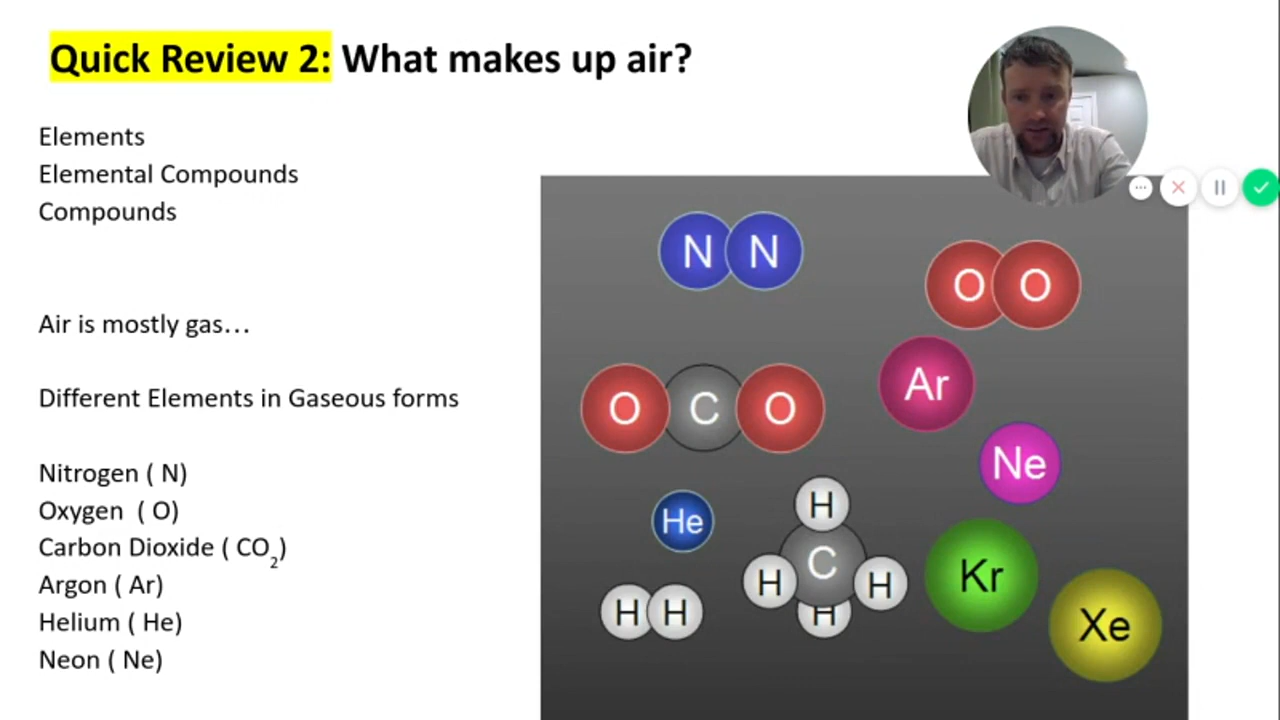 Quick Review 2: What makes up air?
Elements
Elemental Compounds
Compounds
Air is mostly gas…
Different Elements in Gaseous forms
Nitrogen ( N)
Oxygen  ( O)
Carbon Dioxide ( CO₂)
Argon ( Ar)
Helium ( He)
Neon ( Ne)
N N
O O
Ar
O C O
Ne
He
H
C
H H
H
Kr
H H
Xe